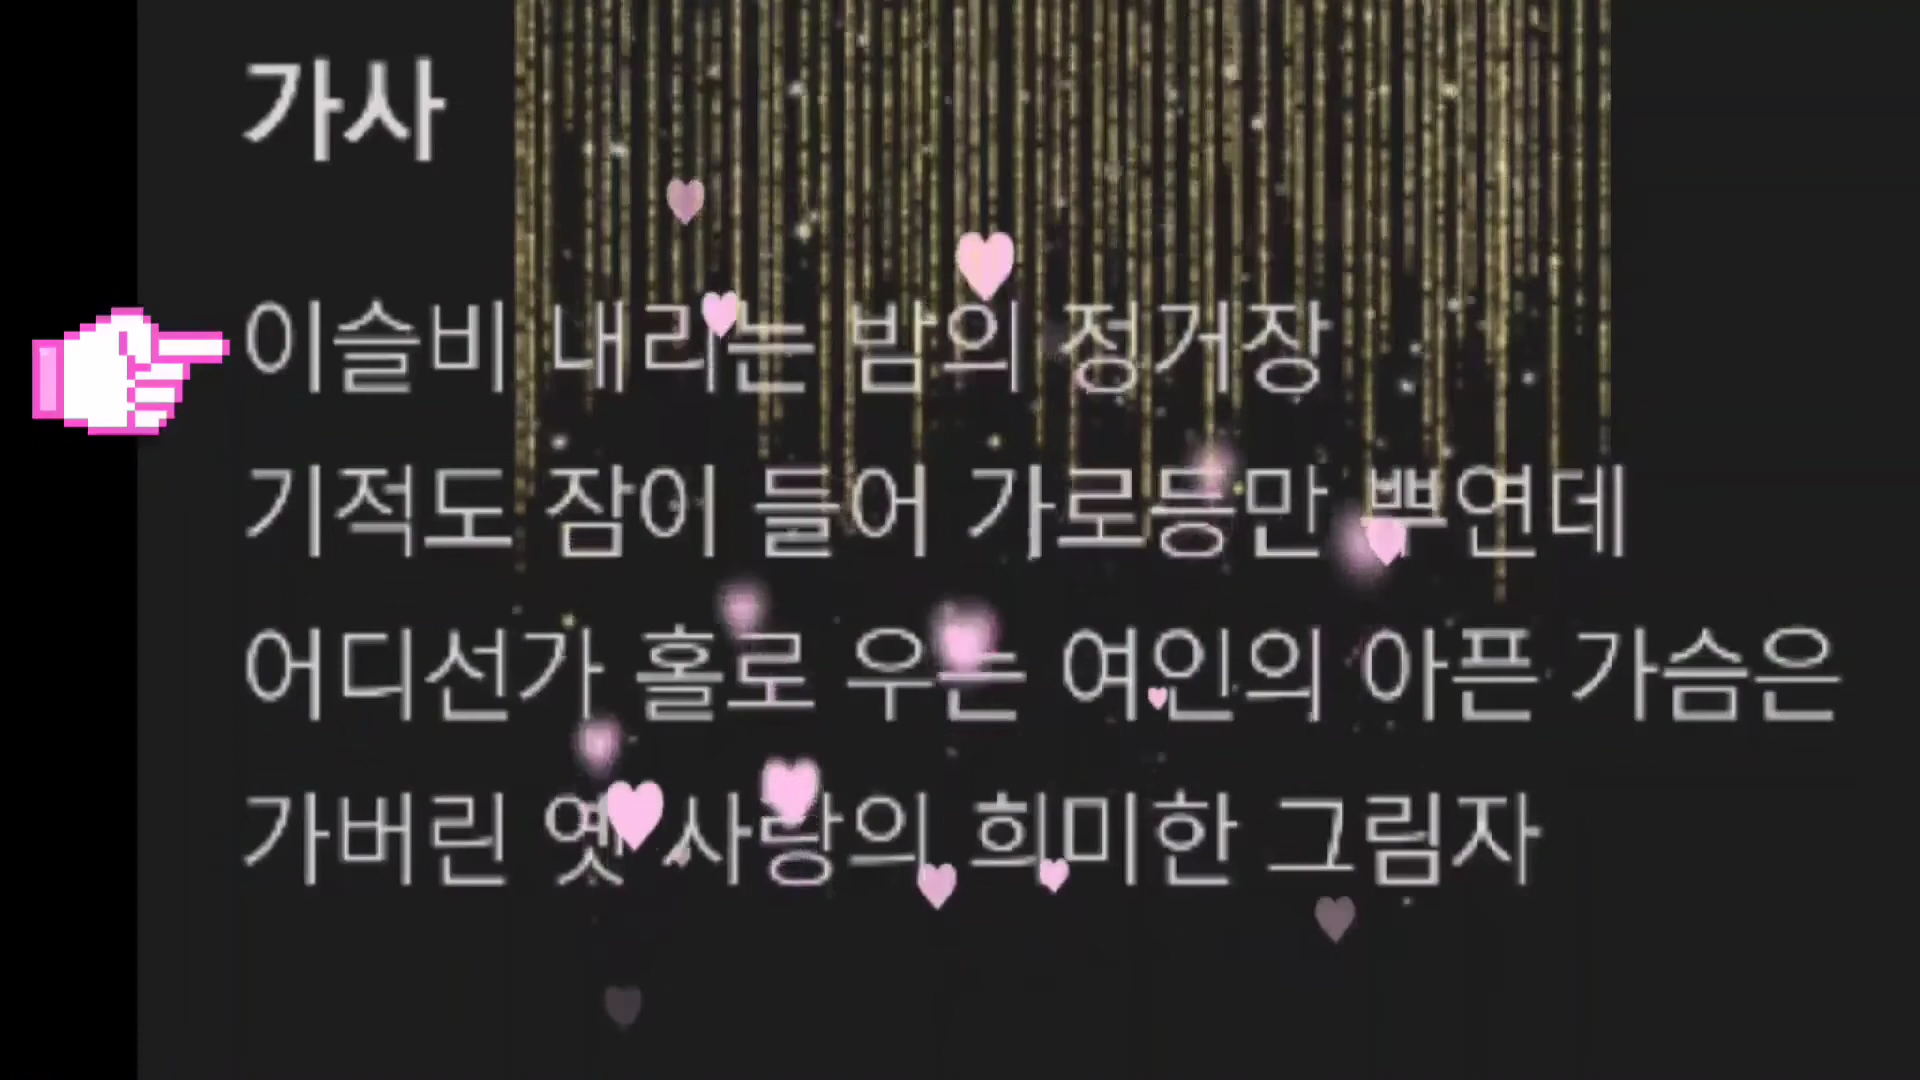 가사
이슬비 내리는 밤의 정거장
기적도 잠이 들어 가로등만 뿌연데
어디선가 홀로 우는 여인의 아픈 가슴은
가버린 옛 사랑의 희미한 그림자